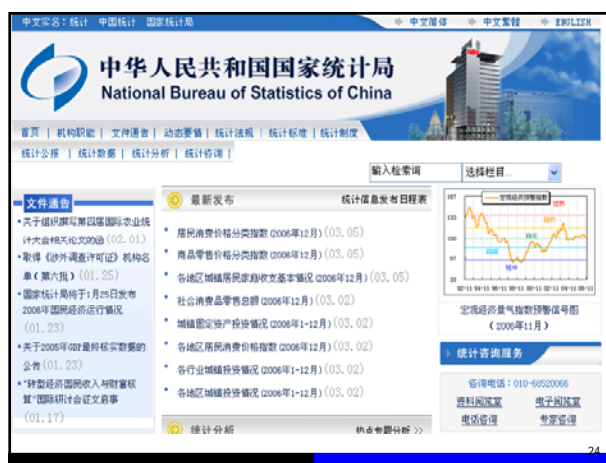 中文实名：统计 中国统计 国家统计局
中文简体 中文繁體 ENGLISH
中华人民共和国国家统计局
National Bureau of Statistics of China
首页 | 机构职能 | 文件通告 | 动态要情 | 统计法规 | 统计标准 | 统计制度
统计公报 | 统计数据 | 统计分析 | 统计咨询 |
输入检索词 选择栏目
文件通告
•关于组织撰写第四届国际农业统计大会相关论文的函(02.01)
•取得《涉外调查许可证》机构名单(第六批)(01.25)
•国家统计局将于1月25日发布2006年国民经济运行情况(01.23)
•关于2005年GDP最终核实数据的公告(01.23)
•“转型经济国民收入与财富核算”国际研讨会征文启事(01.17)
最新发布 统计信息发布日程表
居民消费价格分类指数(2006年12月)(03.05)
商品零售价格分类指数(2006年12月)(03.05)
各地区城镇居民家庭收支基本情况(2006年12月)(03.05)
社会消费品零售总额(2006年12月)(03.02)
城镇固定资产投资情况(2006年1-12月)(03.02)
各地区居民消费价格指数(2006年12月)(03.02)
各行业城镇投资情况(2006年1-12月)(03.02)
各地区城镇投资情况(2006年1-12月)(03.02)
统计分析 热点专题分析 >>
宏观经济预警指数
宏观经济景气指数预警信号图
(2006年11月)
统计咨询服务
咨询电话：010-68520066
资料阅览室 电子阅览室
电话咨询 专家咨询
24